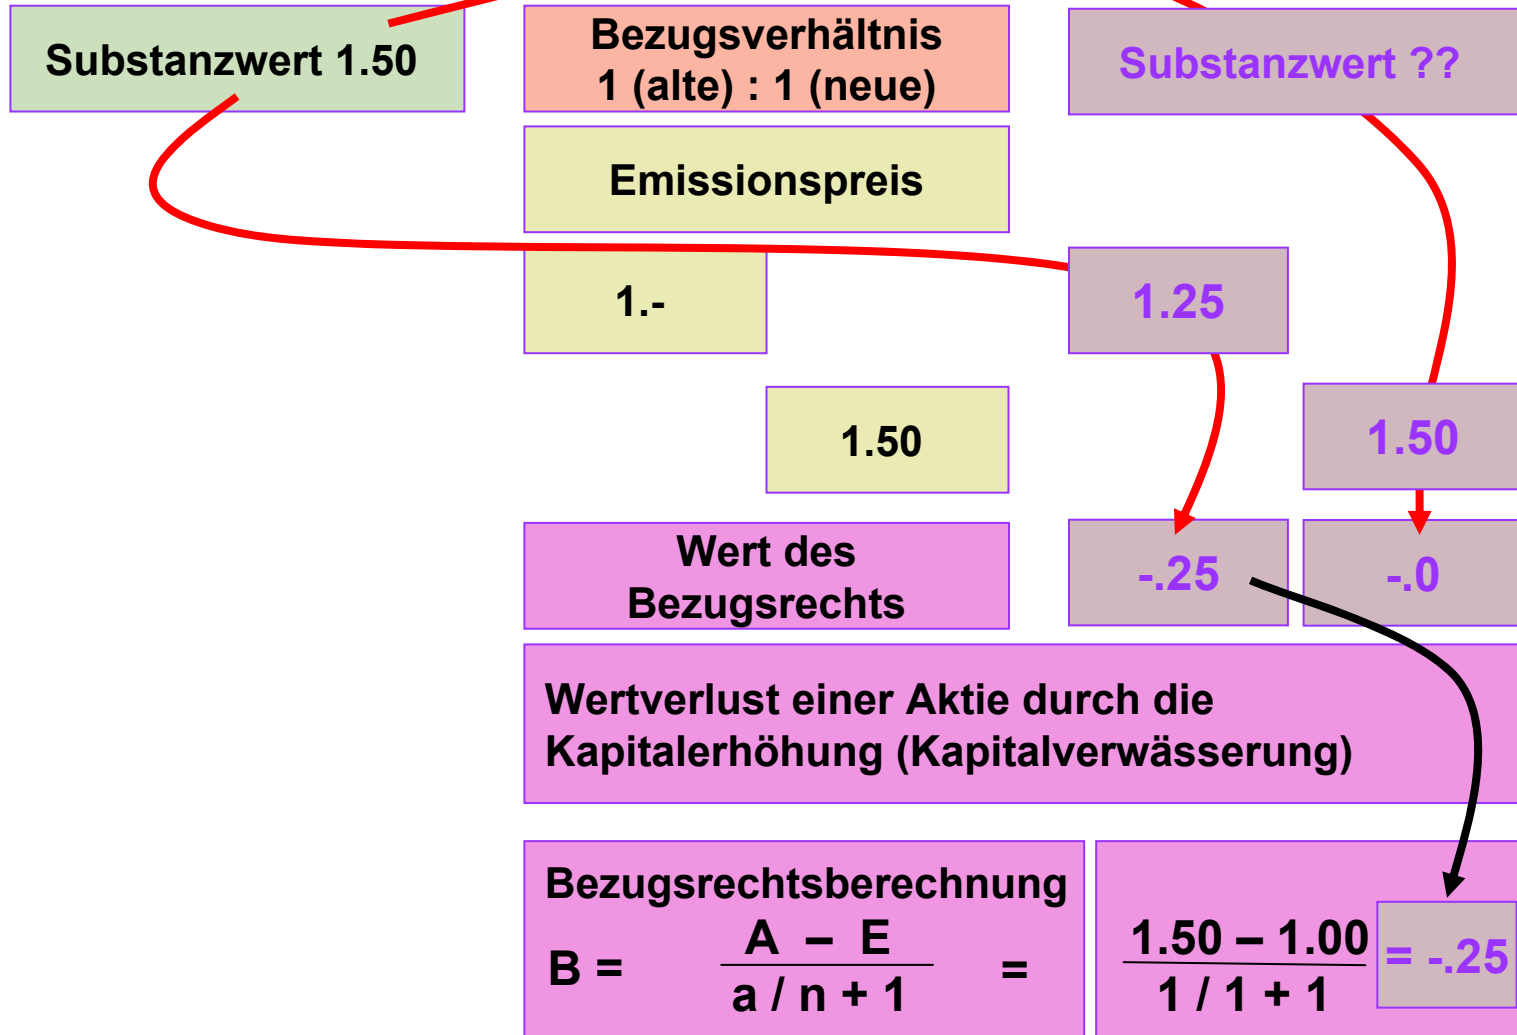 Substanzwert 1.50
Bezugsverhältnis
1 (alte) : 1 (neue)
Substanzwert ??
Emissionspreis
1.-
1.25
1.50
1.50
Wert des
Bezugsrechts
-.25
-.0
Wertverlust einer Aktie durch die
Kapitalerhöhung (Kapitalverwässerung)
Bezugsrechtsberechnung
B =
A – E
a / n + 1
=
1.50 – 1.00
1 / 1 + 1
= -.25